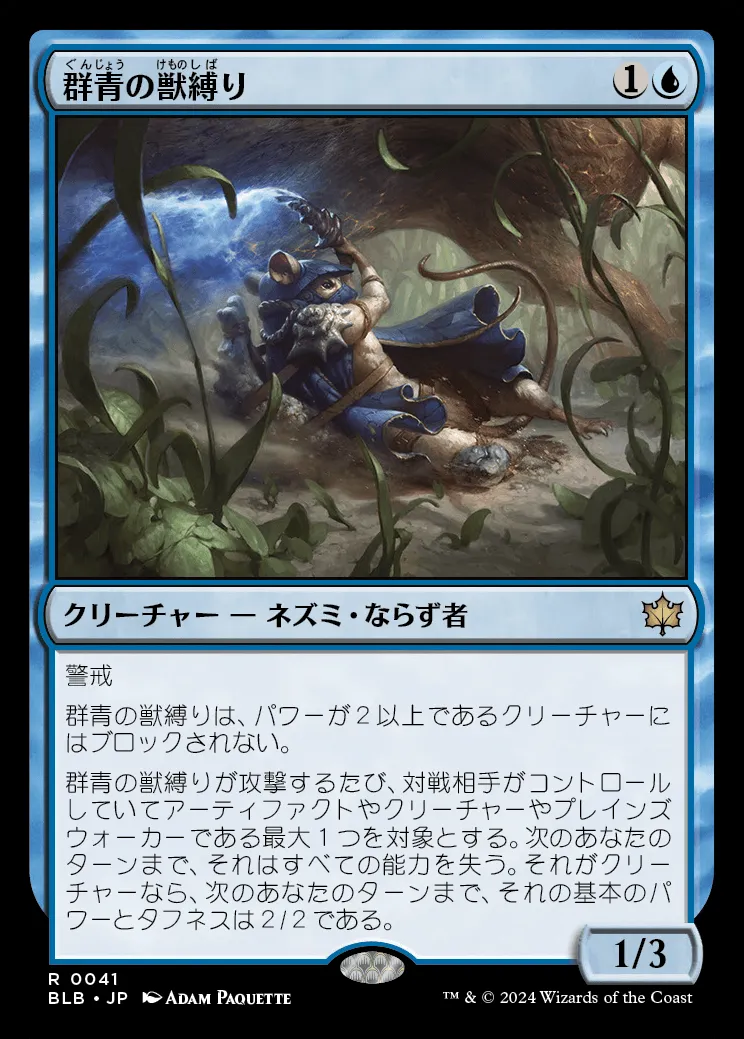 ぐんじょう けものしば
群青の獣縛り 1
クリーチャー — ネズミ・ならず者
警戒
群青の獣縛りは、パワーが2以上であるクリーチャーに
はブロックされない。
群青の獣縛りが攻撃するたび、対戦相手がコントロール
していてアーティファクトやクリーチャーやプレインズ
ウォーカーである最大1つを対象とする。次のあなたの
ターンまで、それはすべての能力を失う。それがクリー
チャーなら、次のあなたのターンまで、それの基本のパ
ワーとタフネスは2/2である。
1/3
R 0041
BLB • JP ADAM PAQUETTE
™ & © 2024 Wizards of the Coast